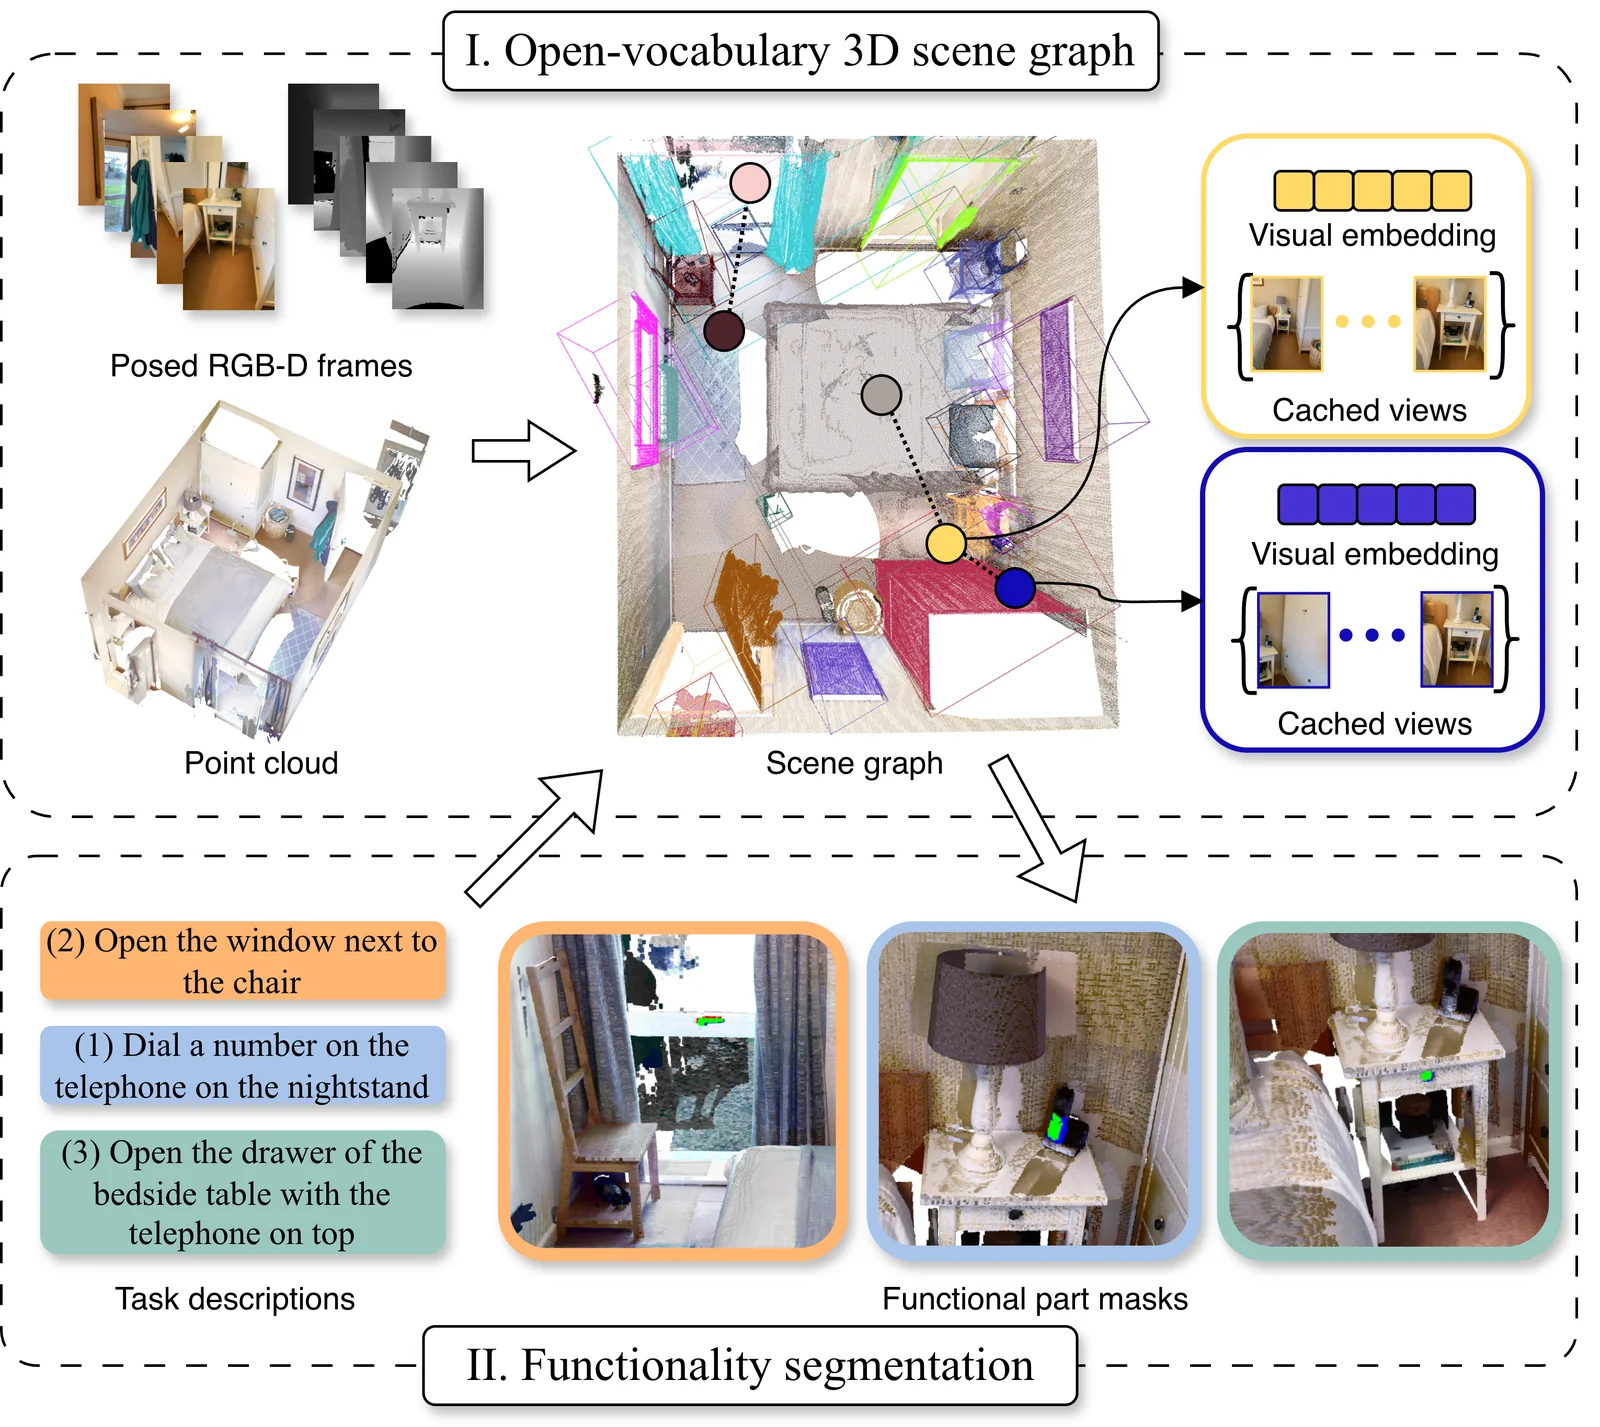 I. Open-vocabulary 3D scene graph
Posed RGB-D frames
Point cloud
Scene graph
Visual embedding
Cached views
Visual embedding
Cached views
(2) Open the window next to
the chair
(1) Dial a number on the
telephone on the nightstand
(3) Open the drawer of the
bedside table with the
telephone on top
Task descriptions
Functional part masks
II. Functionality segmentation